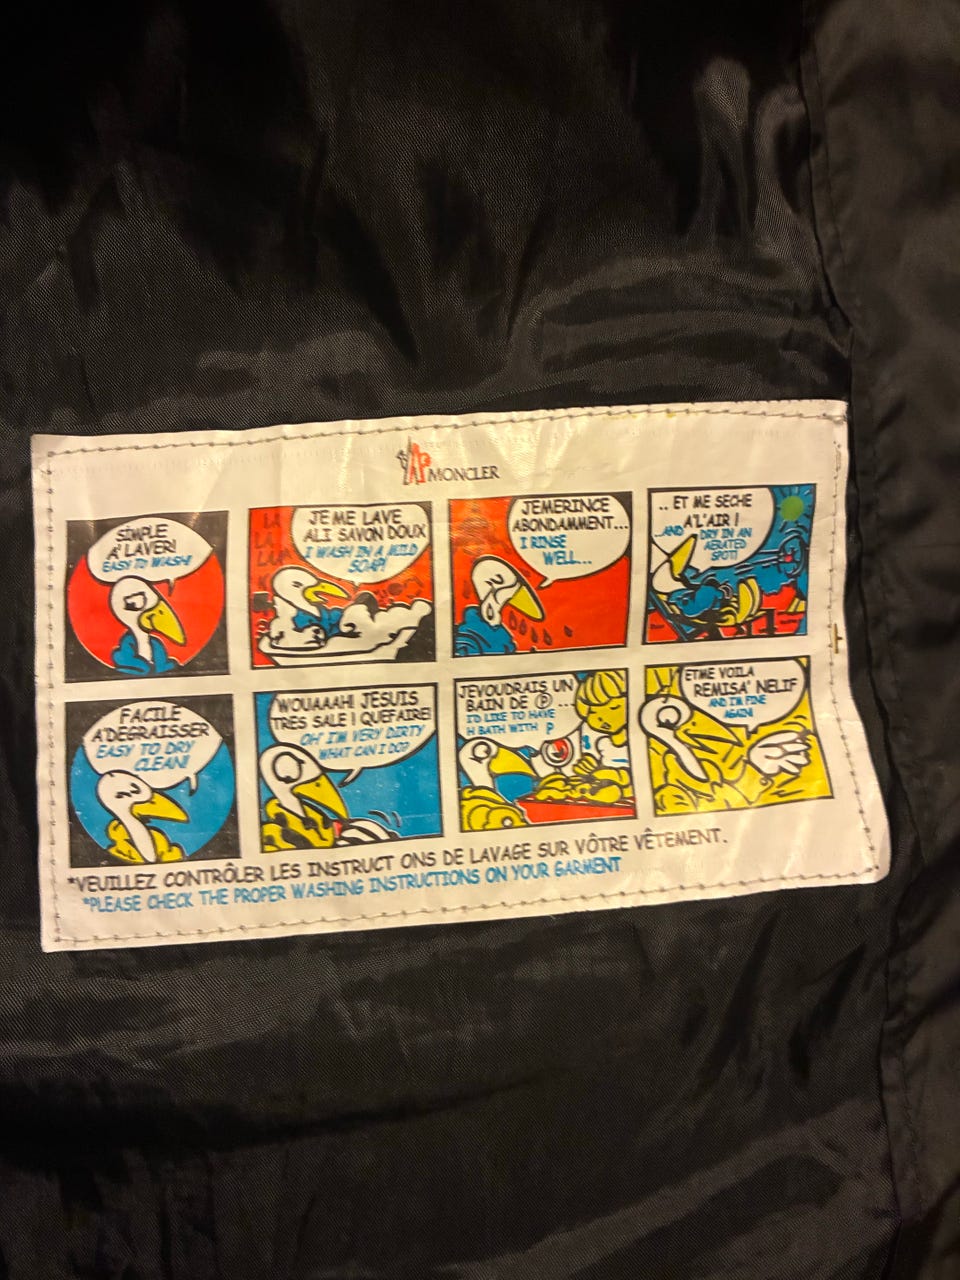 MONCLER
SIMPLE
A' LAVER!
EASY TO WASH!
JE ME LAVE
ALI SAVON DOUX
I WASH IN A MILD
SOAP!
JEMERINCE
ABONDAMMENT...
I RINSE
WELL...
.. ET ME SECHE
A'L'AIR !
...AND DRY IN AN
AERATED
SPOT!
FACILE
A'DEGRAISSER
EASY TO DRY
CLEAN!
WOUAAAH! JESUIS
TRES SALE ! QUEFAIRE!
OH' I'M VERY DIRTY
WHAT CAN I DO?
JEVOUDRAIS UN
BAIN DE Ⓟ...
I'D LIKE TO HAVE
H BATH WITH P
ETME VOILA
REMISA' NELIF
AND I'M FINE
AGAIN!
*VEUILLEZ CONTRÔLER LES INSTRUCT ONS DE LAVAGE SUR VÔTRE VÊTEMENT.
*PLEASE CHECK THE PROPER WASHING INSTRUCTIONS ON YOUR GARMENT